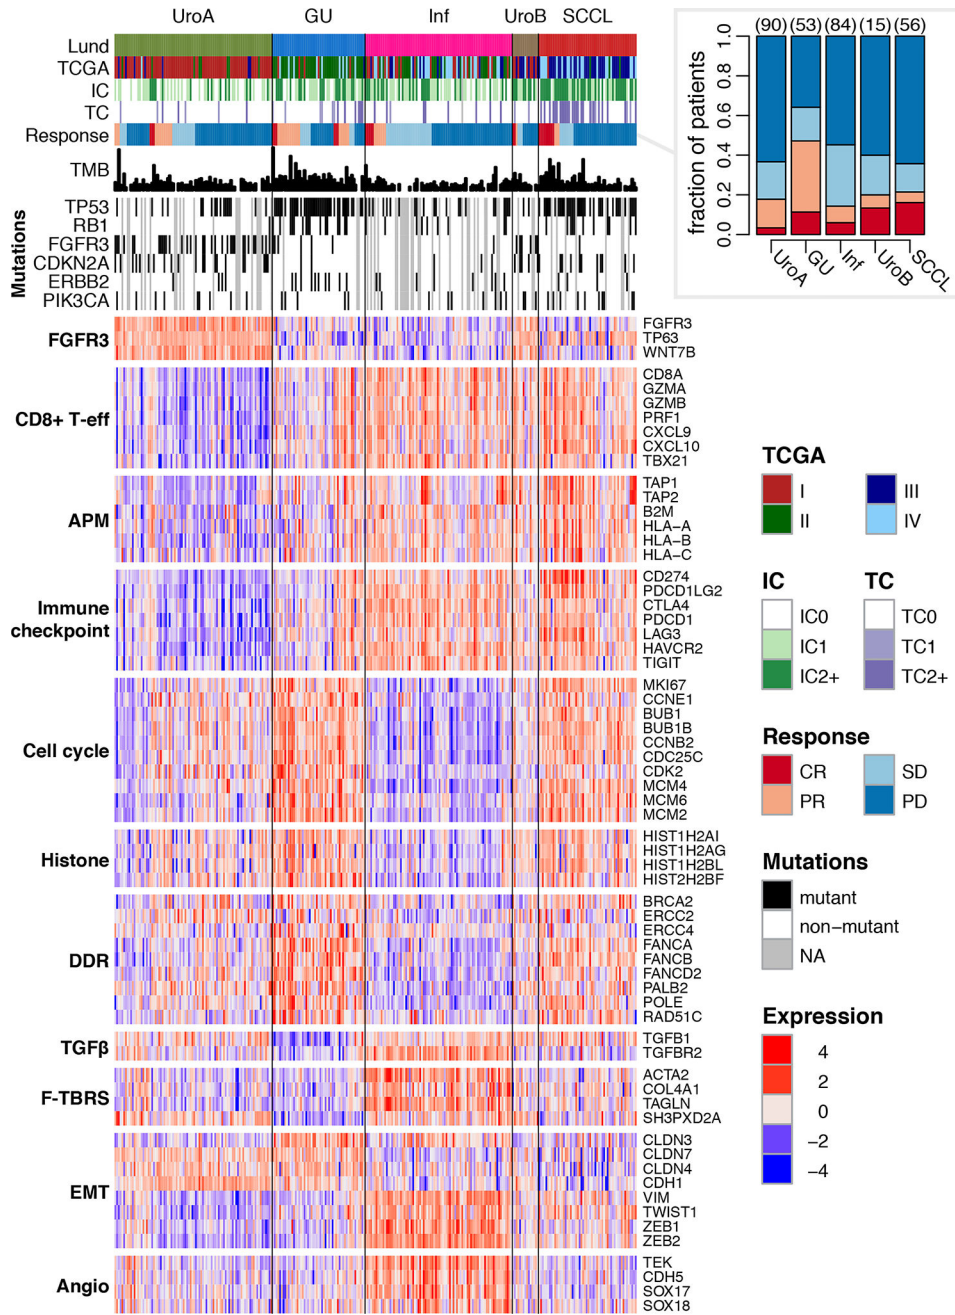 UroA GU Inf UroB SCCL
Lund
TCGA
IC
TC
Response
TMB
Mutations
TP53
RB1
FGFR3
CDKN2A
ERBB2
PIK3CA
(90) (53) (84) (15) (56)
fraction of patients
1.0
0.8
0.6
0.4
0.2
0.0
UroA
GU
Inf
UroB
SCCL
FGFR3
FGFR3
TP63
WNT7B
CD8+ T-eff
CD8A
GZMA
GZMB
PRF1
CXCL9
CXCL10
TBX21
APM
TAP1
TAP2
B2M
HLA-A
HLA-B
HLA-C
Immune
checkpoint
CD274
PDCD1LG2
CTLA4
PDCD1
LAG3
HAVCR2
TIGIT
Cell cycle
MKI67
CCNE1
BUB1
BUB1B
CCNB2
CDC25C
CDK2
MCM4
MCM6
MCM2
Histone
HIST1H2AI
HIST1H2AG
HIST1H2BL
HIST2H2BF
DDR
BRCA2
ERCC2
ERCC4
FANCA
FANCB
FANCD2
PALB2
POLE
RAD51C
TGFβ
TGFB1
TGFBR2
F-TBRS
ACTA2
COL4A1
TAGLN
SH3PXD2A
EMT
CLDN3
CLDN7
CLDN4
CDH1
VIM
TWIST1
ZEB1
ZEB2
Angio
TEK
CDH5
SOX17
SOX18
TCGA
I III
II IV
IC TC
IC0 TC0
IC1 TC1
IC2+ TC2+
Response
CR SD
PR PD
Mutations
mutant
non-mutant
NA
Expression
4
2
0
-2
-4